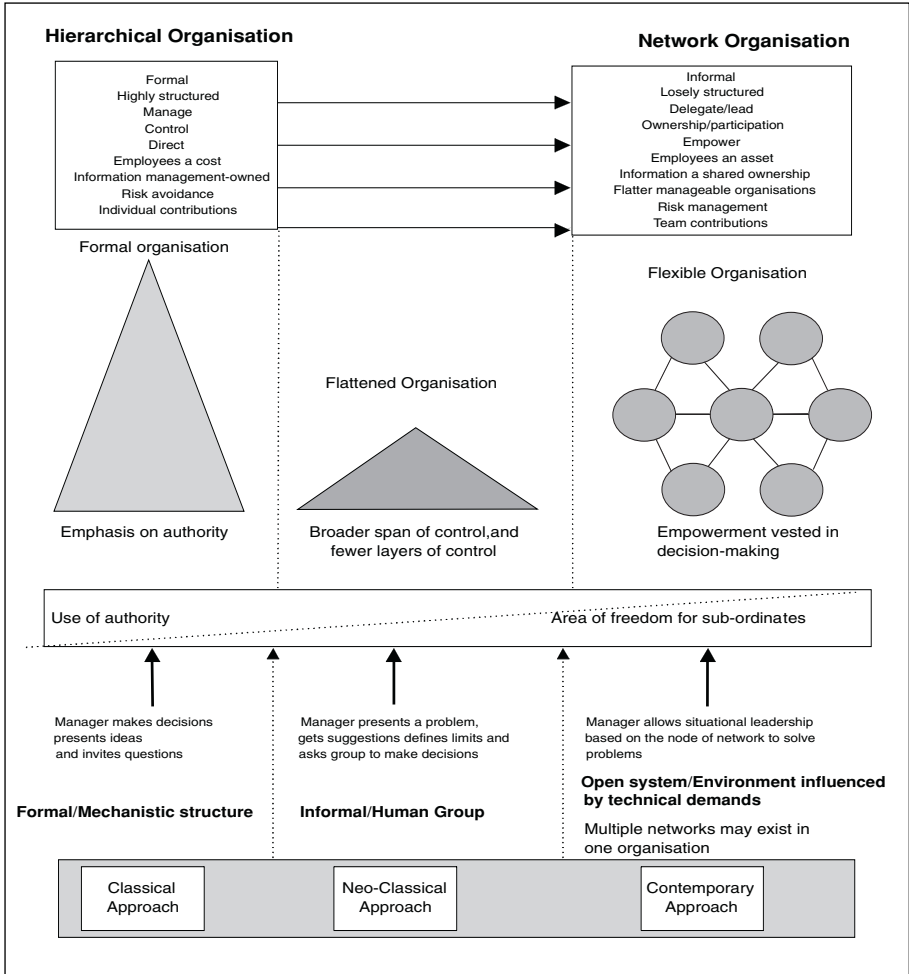 Hierarchical Organisation
Formal
Highly structured
Manage
Control
Direct
Employees a cost
Information management-owned
Risk avoidance
Individual contributions
Network Organisation
Informal
Losely structured
Delegate/lead
Ownership/participation
Empower
Employees an asset
Information a shared ownership
Flatter manageable organisations
Risk management
Team contributions
Formal organisation
Emphasis on authority
Flattened Organisation
Broader span of control,and
fewer layers of control
Flexible Organisation
Empowerment vested in
decision-making
Use of authority
Area of freedom for sub-ordinates
Manager makes decisions
presents ideas
and invites questions
Manager presents a problem,
gets suggestions defines limits and
asks group to make decisions
Manager allows situational leadership
based on the node of network to solve
problems
Formal/Mechanistic structure
Informal/Human Group
Open system/Environment influenced
by technical demands
Multiple networks may exist in
one organisation
Classical
Approach
Neo-Classical
Approach
Contemporary
Approach